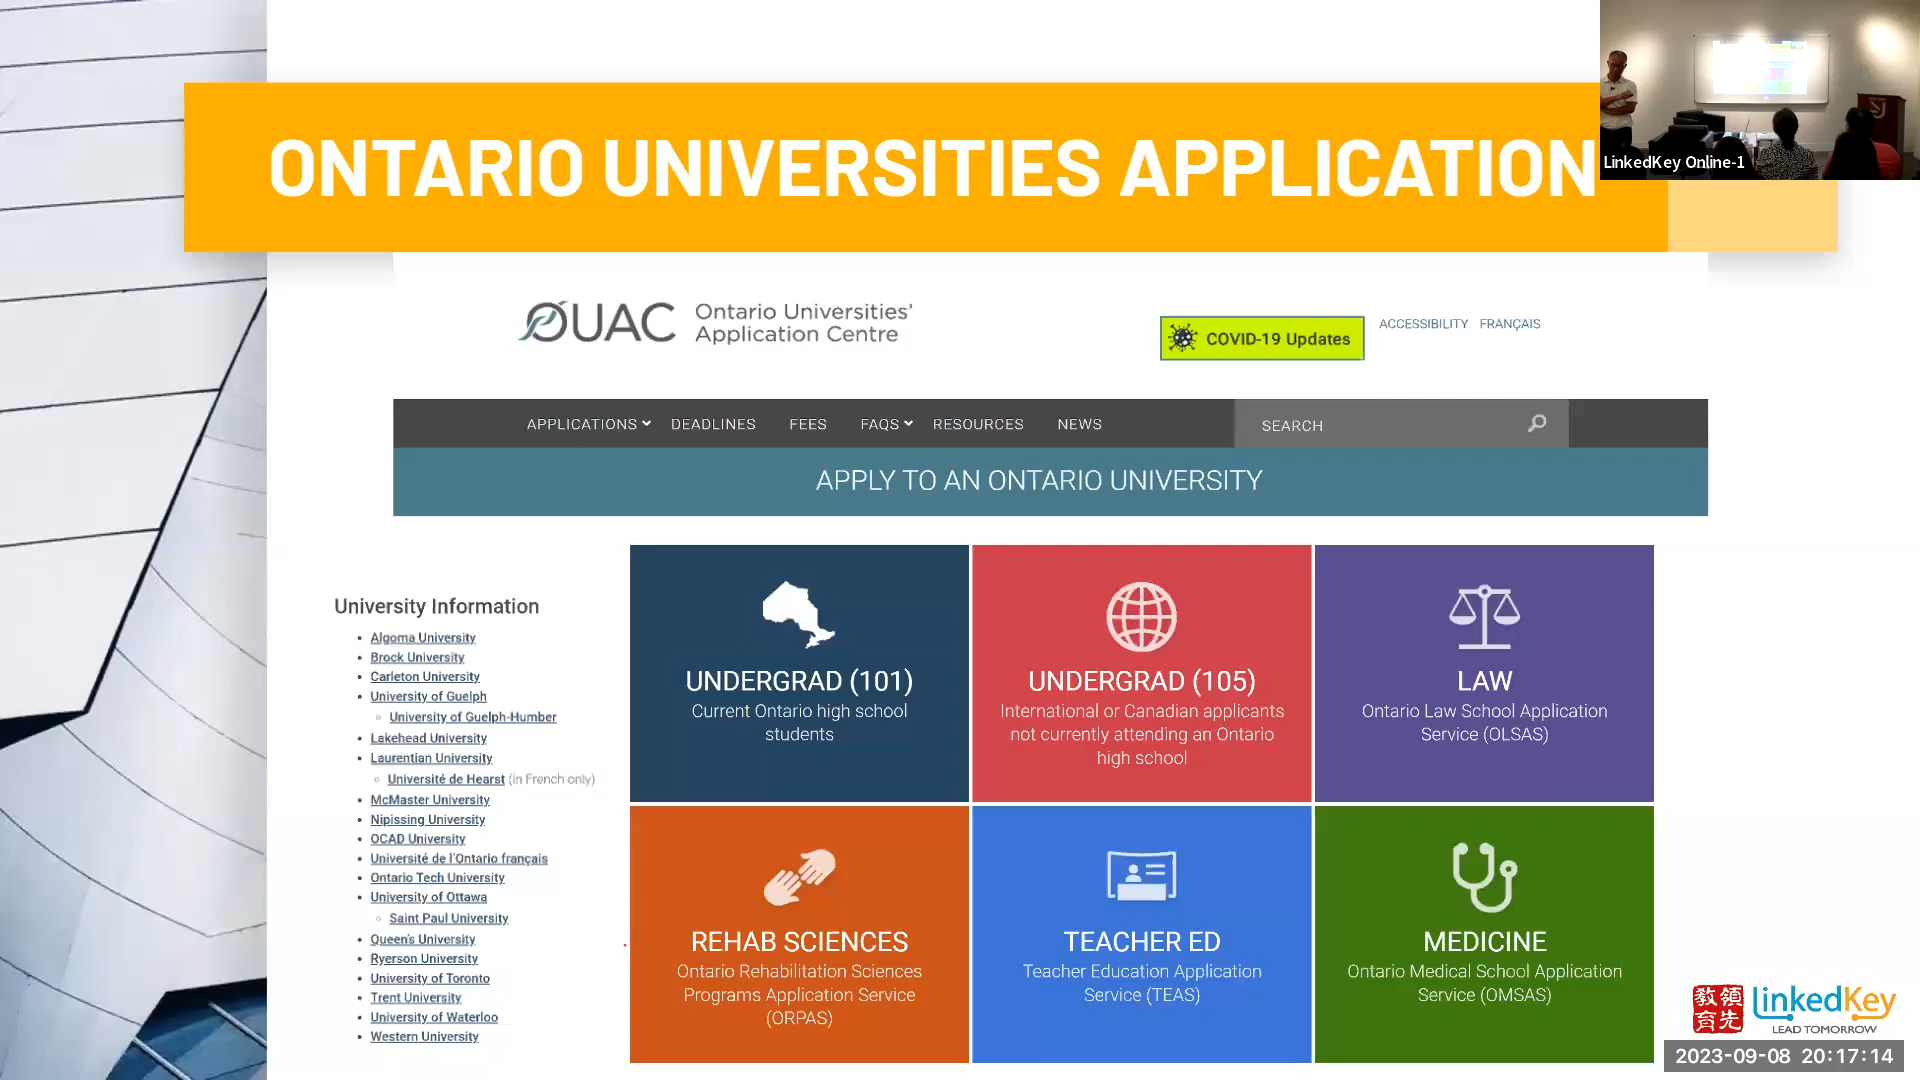 ONTARIO UNIVERSITIES APPLICATION
LinkedKey Online-1
OUAC
Ontario Universities'
Application Centre
COVID-19 Updates
ACCESSIBILITY FRANÇAIS
APPLICATIONS DEADLINES FEES FAQS RESOURCES NEWS
SEARCH
APPLY TO AN ONTARIO UNIVERSITY
University Information
Algoma University
Brock University
Carleton University
University of Guelph
University of Guelph-Humber
Lakehead University
Laurentian University
Université de Hearst (in French only)
McMaster University
Nipissing University
OCAD University
Université de l'Ontario français
Ontario Tech University
University of Ottawa
Saint Paul University
Queen's University
Ryerson University
University of Toronto
Trent University
University of Waterloo
Western University
UNDERGRAD (101)
Current Ontario high school
students
UNDERGRAD (105)
International or Canadian applicants
not currently attending an Ontario
high school
LAW
Ontario Law School Application
Service (OLSAS)
REHAB SCIENCES
Ontario Rehabilitation Sciences
Programs Application Service
(ORPAS)
TEACHER ED
Teacher Education Application
Service (TEAS)
MEDICINE
Ontario Medical School Application
Service (OMSAS)
領先教育
LinkedKey
LEAD TOMORROW
2023-09-08 20:17:14